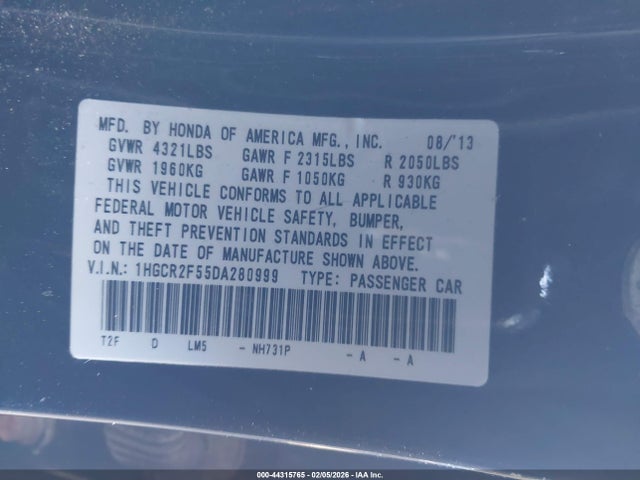 MFD. BY HONDA OF AMERICA MFG., INC. 08/'13
GVWR 4321LBS GAWR F 2315LBS R 2050LBS
GVWR 1960KG GAWR F 1050KG R 930KG
THIS VEHICLE CONFORMS TO ALL APPLICABLE
FEDERAL MOTOR VEHICLE SAFETY, BUMPER,
AND THEFT PREVENTION STANDARDS IN EFFECT
ON THE DATE OF MANUFACTURE SHOWN ABOVE.
V.I.N.: 1HGCR2F55DA280999 TYPE: PASSENGER CAR
T2F D LM5 - NH731P - A - A
000-44315765 - 02/05/2026 - IAA Inc.